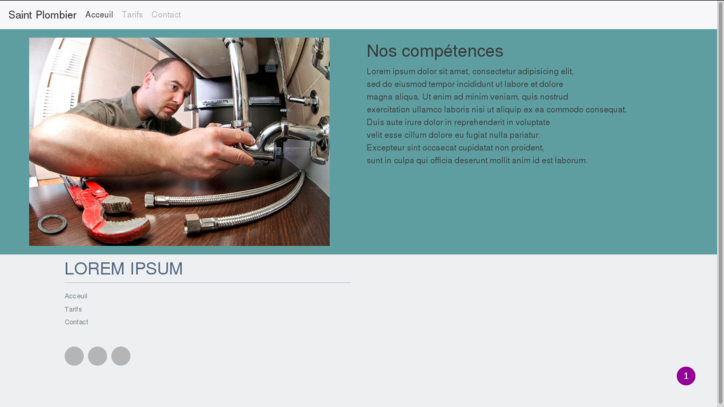 Saint Plombier Acceuil Tarifs Contact
Nos compétences
Lorem ipsum dolor sit amet, consectetur adipisicing elit,
sed do eiusmod tempor incididunt ut labore et dolore
magna aliqua. Ut enim ad minim veniam, quis nostrud
exercitation ullamco laboris nisi ut aliquip ex ea commodo consequat.
Duis aute irure dolor in reprehenderit in voluptate
velit esse cillum dolore eu fugiat nulla pariatur.
Excepteur sint occaecat cupidatat non proident,
sunt in culpa qui officia deserunt mollit anim id est laborum.
LOREM IPSUM
Acceuil
Tarifs
Contact
1